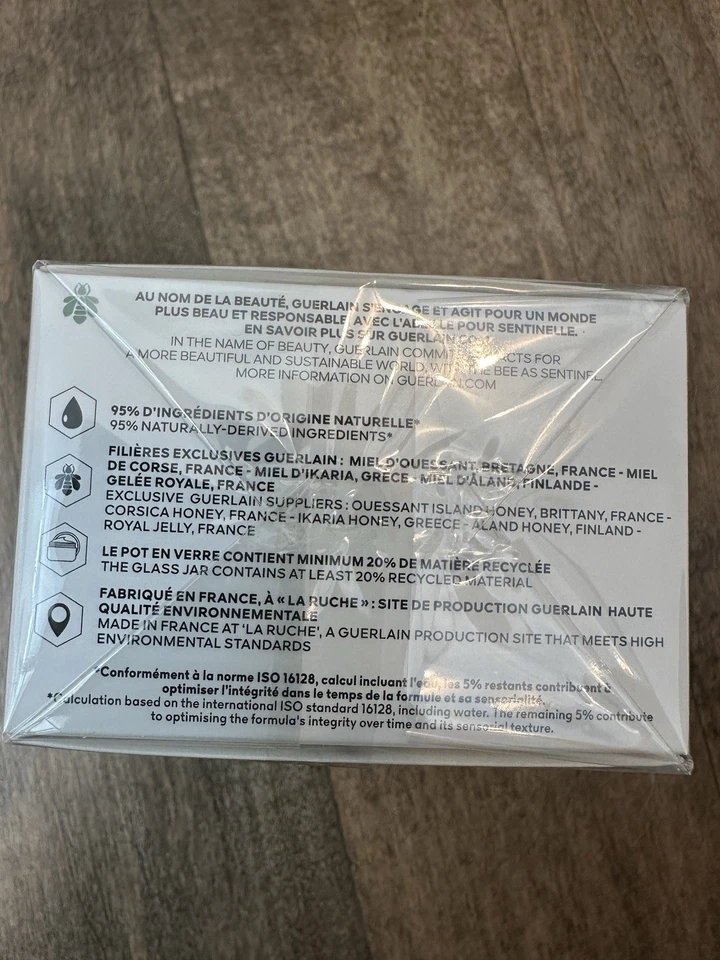 AU NOM DE LA BEAUTÉ, GUERLAIN S'ENGAGE ET AGIT POUR UN MONDE
PLUS BEAU ET RESPONSABLE, AVEC L'ABEILLE POUR SENTINELLE.
EN SAVOIR PLUS SUR GUERLAIN.COM
IN THE NAME OF BEAUTY, GUERLAIN COMMITS ACTS FOR
A MORE BEAUTIFUL AND SUSTAINABLE WORLD, WITH THE BEE AS SENTINEL.
MORE INFORMATION ON GUERLAIN.COM
95% D'INGRÉDIENTS D'ORIGINE NATURELLE*
95% NATURALLY-DERIVED INGREDIENTS*
FILIÈRES EXCLUSIVES GUERLAIN : MIEL D'OUESSANT, BRETAGNE, FRANCE - MIEL
DE CORSE, FRANCE - MIEL D'IKARIA, GRÈCE - MIEL D'ÅLAND, FINLANDE -
GELÉE ROYALE, FRANCE
EXCLUSIVE GUERLAIN SUPPLIERS : OUESSANT ISLAND HONEY, BRITTANY, FRANCE -
CORSICA HONEY, FRANCE - IKARIA HONEY, GREECE - ÅLAND HONEY, FINLAND -
ROYAL JELLY, FRANCE
LE POT EN VERRE CONTIENT MINIMUM 20% DE MATIÈRE RECYCLÉE
THE GLASS JAR CONTAINS AT LEAST 20% RECYCLED MATERIAL
FABRIQUÉ EN FRANCE, À « LA RUCHE » : SITE DE PRODUCTION GUERLAIN HAUTE
QUALITÉ ENVIRONNEMENTALE
MADE IN FRANCE AT 'LA RUCHE', A GUERLAIN PRODUCTION SITE THAT MEETS HIGH
ENVIRONMENTAL STANDARDS
*Conformément à la norme ISO 16128, calcul incluant l'eau, les 5% restants contribuent à
optimiser l'intégrité dans le temps de la formule et sa sensorialité.
*Calculation based on the international ISO standard 16128, including water. The remaining 5% contribute
to optimising the formula's integrity over time and its sensorial texture.